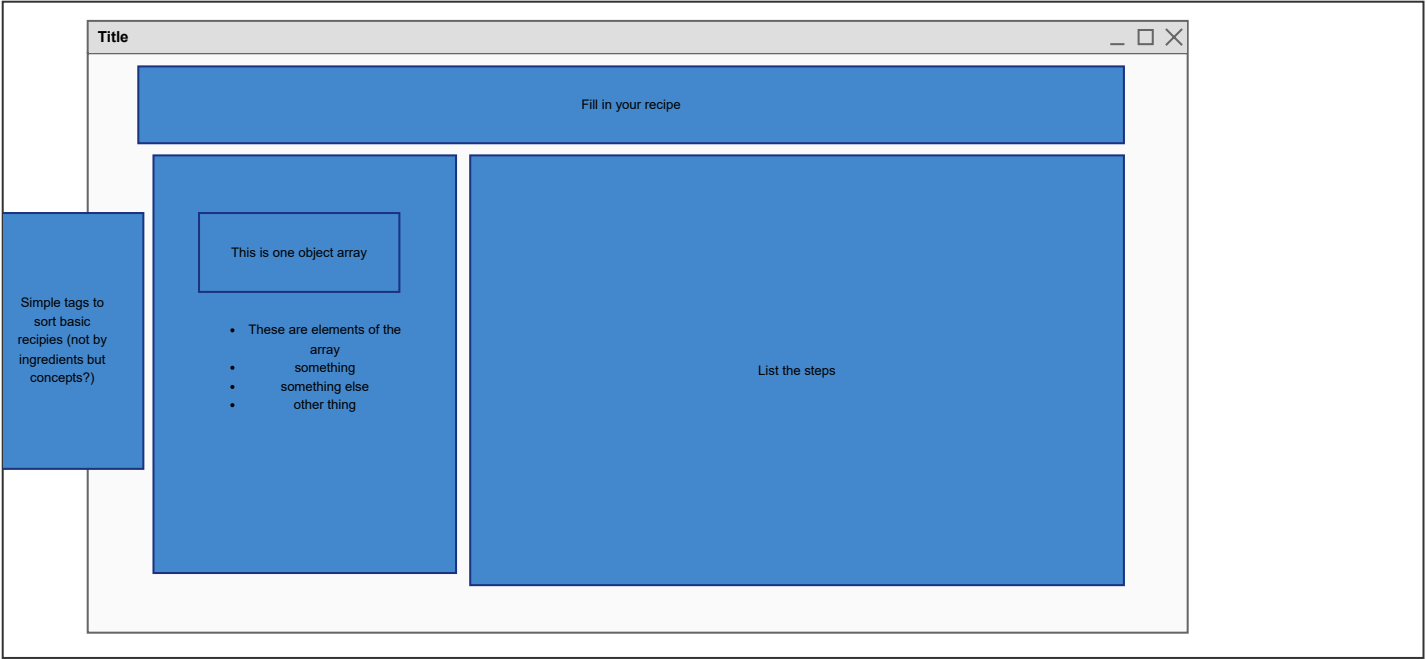 Title
Fill in your recipe
This is one object array
Simple tags to
sort basic
recipies (not by
ingredients but
concepts?)
• These are elements of the
array
• something
• something else
• other thing
List the steps